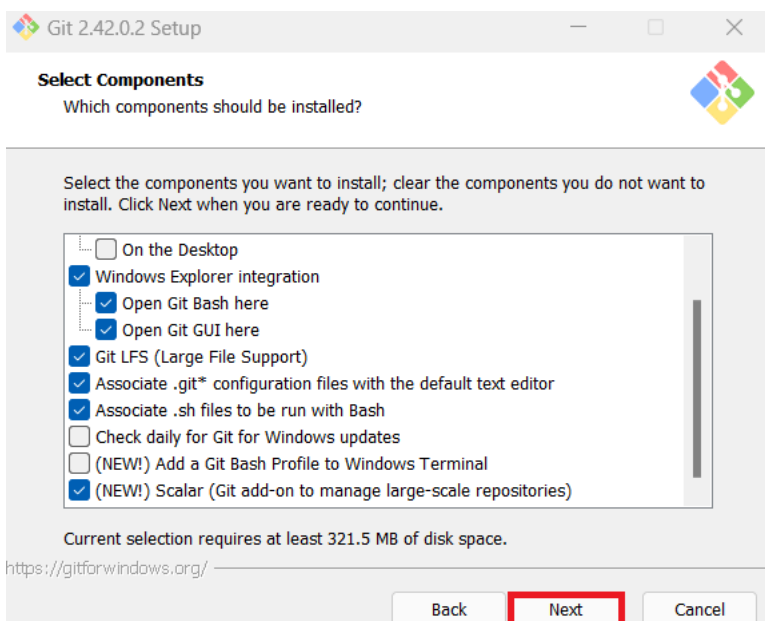 Git 2.42.0.2 Setup
Select Components
Which components should be installed?
Select the components you want to install; clear the components you do not want to
install. Click Next when you are ready to continue.
On the Desktop
Windows Explorer integration
Open Git Bash here
Open Git GUI here
Git LFS (Large File Support)
Associate .git* configuration files with the default text editor
Associate .sh files to be run with Bash
Check daily for Git for Windows updates
(NEW!) Add a Git Bash Profile to Windows Terminal
(NEW!) Scalar (Git add-on to manage large-scale repositories)
Current selection requires at least 321.5 MB of disk space.
https://gitforwindows.org/
Back Next Cancel